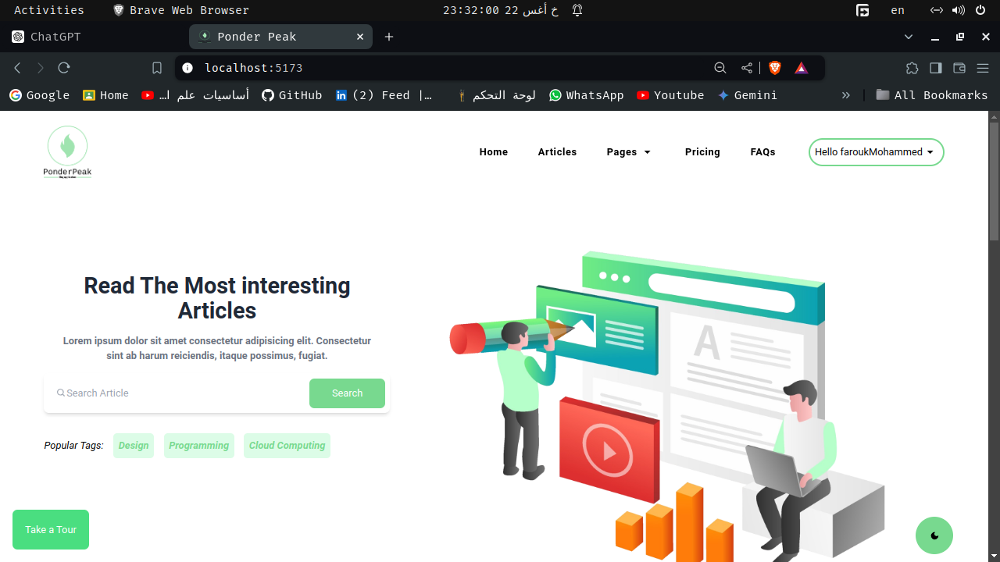 Activities
Brave Web Browser
23:32:00 22 خ أغس
en
ChatGPT
Ponder Peak
localhost:5173
Google
Home
أساسيات علم ا...
GitHub
(2) Feed |...
لوحة التحكم
WhatsApp
Youtube
Gemini
All Bookmarks
PonderPeak
Home
Articles
Pages
Pricing
FAQs
Hello faroukMohammed
Read The Most interesting
Articles
Lorem ipsum dolor sit amet consectetur adipisicing elit. Consectetur
sint ab harum reiciendis, itaque possimus, fugiat.
Search Article
Search
Popular Tags:
Design
Programming
Cloud Computing
A
Take a Tour